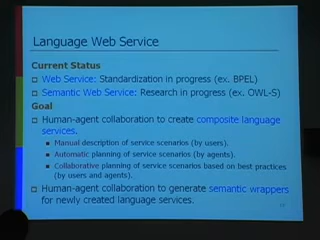 Language Web Service
Current Status
Web Service: Standardization in progress (ex. BPEL)
Semantic Web Service: Research in progress (ex. OWL-S)
Goal
Human-agent collaboration to create composite language
services.
Manual description of service scenarios (by users).
Automatic planning of service scenarios (by agents).
Collaborative planning of service scenarios based on best practices
(by users and agents).
Human-agent collaboration to generate semantic wrappers
for newly created language services.